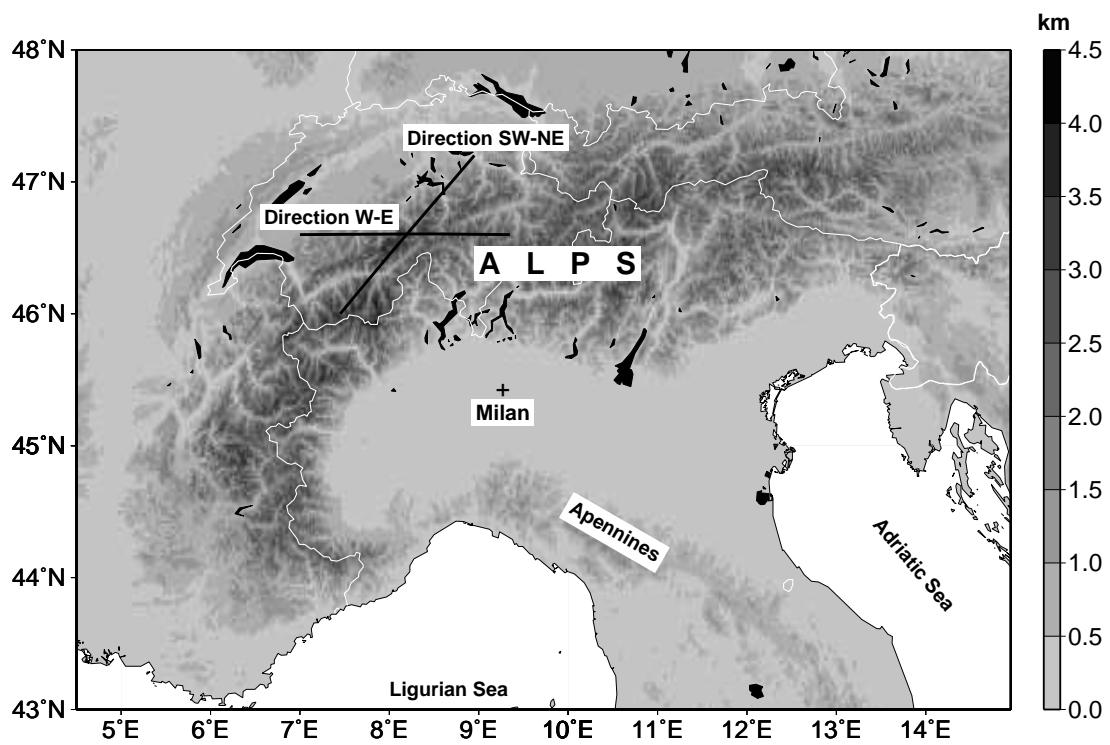 km
48˚N
47˚N
46˚N
45˚N
44˚N
43˚N
Direction SW-NE
Direction W-E
A L P S
Milan
Apennines
Adriatic Sea
Ligurian Sea
5˚E 6˚E 7˚E 8˚E 9˚E 10˚E 11˚E 12˚E 13˚E 14˚E
4.5
4.0
3.5
3.0
2.5
2.0
1.5
1.0
0.5
0.0